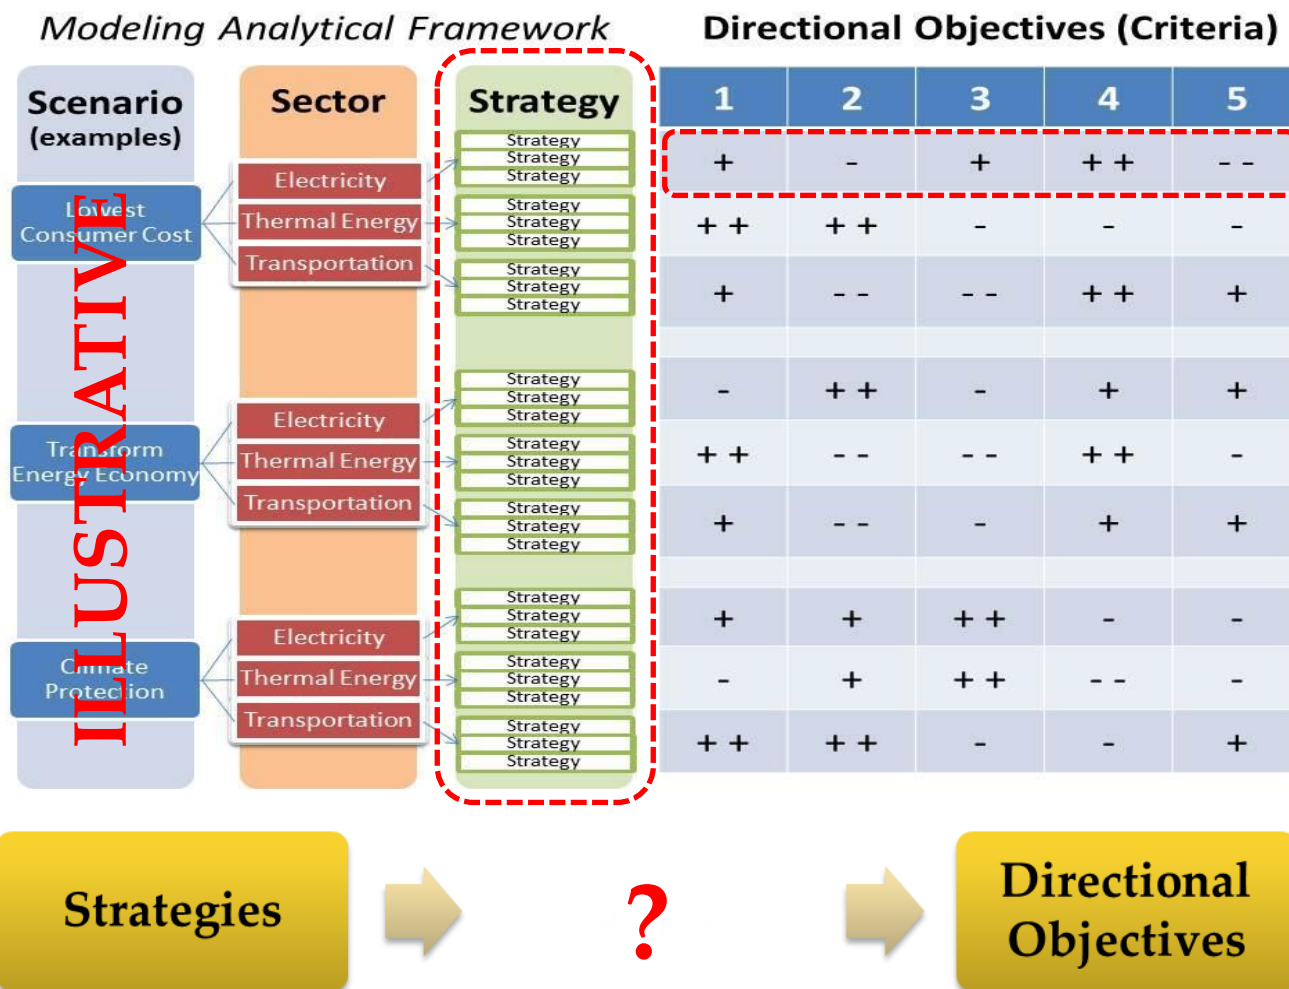 Modeling Analytical Framework
Directional Objectives (Criteria)
Scenario
(examples)
Sector
Strategy
1 2 3 4 5
ILLUSTRATIVE
Lowest
Consumer Cost
Electricity
Thermal Energy
Transportation
Strategy
Strategy
Strategy
Strategy
Strategy
Strategy
Strategy
Strategy
Strategy
+ - + ++ --
++ ++ - - -
+ -- -- ++ +
Transform
Energy Economy
Electricity
Thermal Energy
Transportation
Strategy
Strategy
Strategy
Strategy
Strategy
Strategy
Strategy
Strategy
Strategy
- ++ - + +
++ -- -- ++ -
+ -- - + +
Climate
Protection
Electricity
Thermal Energy
Transportation
Strategy
Strategy
Strategy
Strategy
Strategy
Strategy
Strategy
Strategy
Strategy
+ + ++ - -
- + ++ -- -
++ ++ - - +
Strategies
?
Directional
Objectives